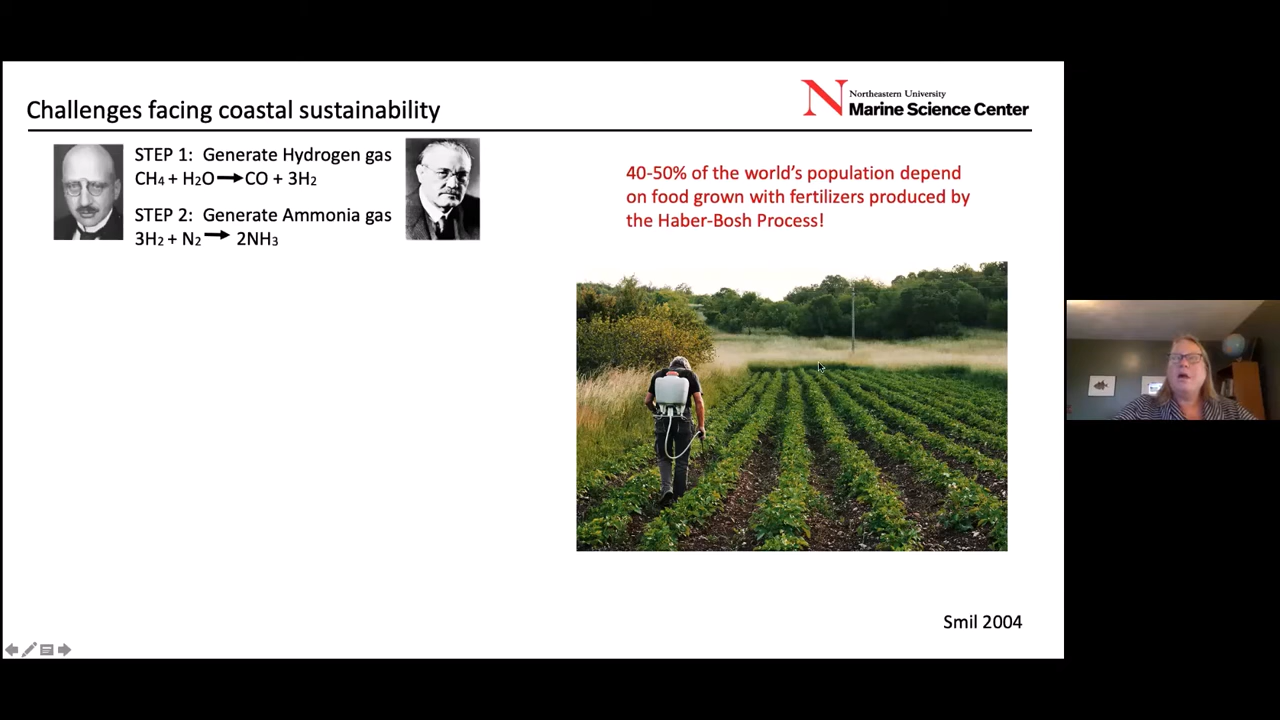 Challenges facing coastal sustainability
N
Northeastern University
Marine Science Center
STEP 1: Generate Hydrogen gas
CH4 + H2O → CO + 3H2
STEP 2: Generate Ammonia gas
3H2 + N2 → 2NH3
40-50% of the world’s population depend
on food grown with fertilizers produced by
the Haber-Bosh Process!
Smil 2004